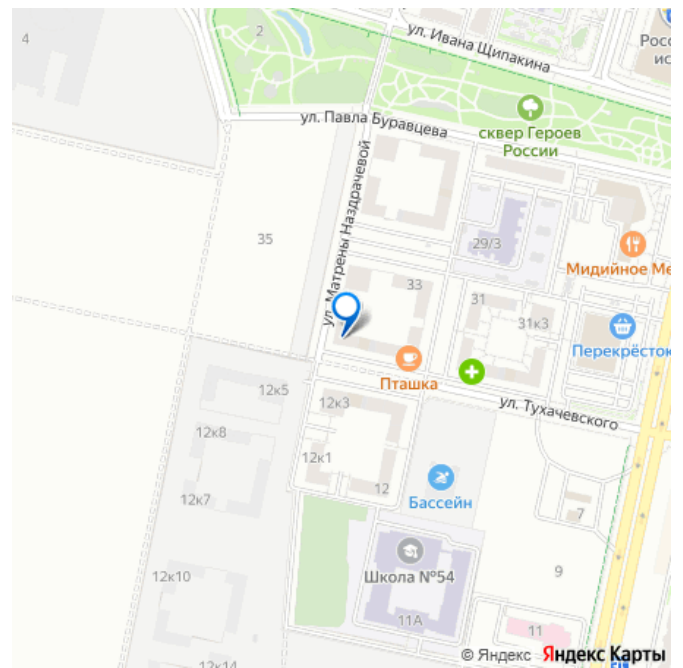 ул. Ивана Щипакина
2
4
Рос
ис
ул. Павла Буравцева
сквер Героев
России
ул. Матрены Наздрачевой
35
29/3
Мидийное Ме
33
31
31к3
Перекрёсток
Пташка
ул. Тухачевского
12к5
12к3
12к8
12к1
12
12к7
Бассейн
7
Школа №54
9
12к10
11А
11
12к14
© Яндекс Яндекс Карты